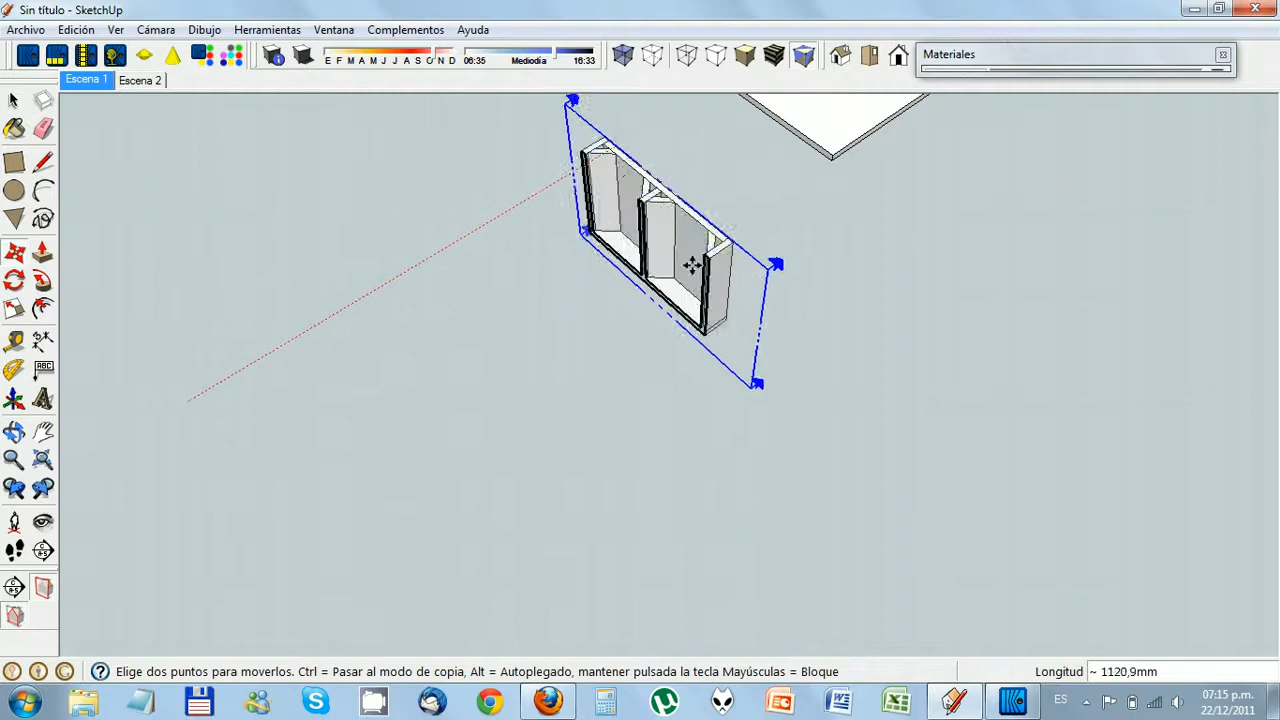 Sin título - SketchUp
Archivo Edición Ver Cámara Dibujo Herramientas Ventana Complementos Ayuda
E F M A M J J A S O N D 06:35 Mediodía 16:33
Materiales
Escena 1 Escena 2
ABC
Elige dos puntos para moverlos. Ctrl = Pasar al modo de copia, Alt = Autoplegado, mantener pulsada la tecla Mayúsculas = Bloque
Longitud ~ 1120,9mm
ES 07:15 p.m.
22/12/2011